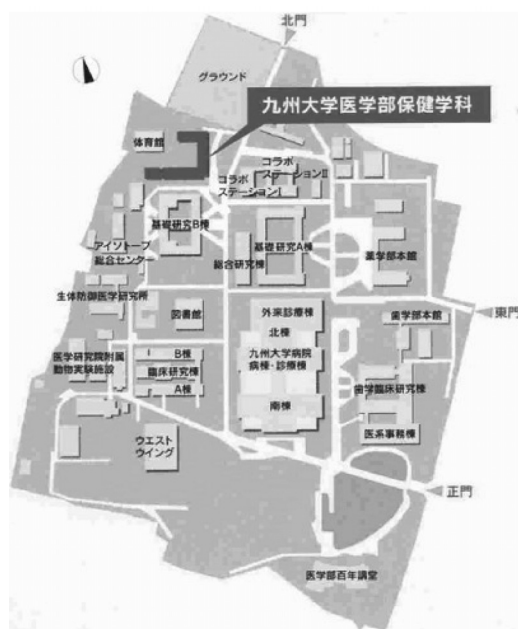 北門
グラウンド
九州大学医学部保健学科
体育館
コラボ
ステーションⅡ
コラボ
ステーションⅠ
基礎研究B棟
基礎研究A棟
総合研究棟
薬学部本館
アイソトープ
総合センター
生体防御医学研究所
図書館
外来診療棟
北棟
九州大学病院
病棟・診療棟
南棟
東門
歯学部本館
医学研究院附属
動物実験施設
B棟
臨床研究棟
A棟
歯学臨床研究棟
医系事務棟
ウエスト
ウイング
正門
医学部百年講堂